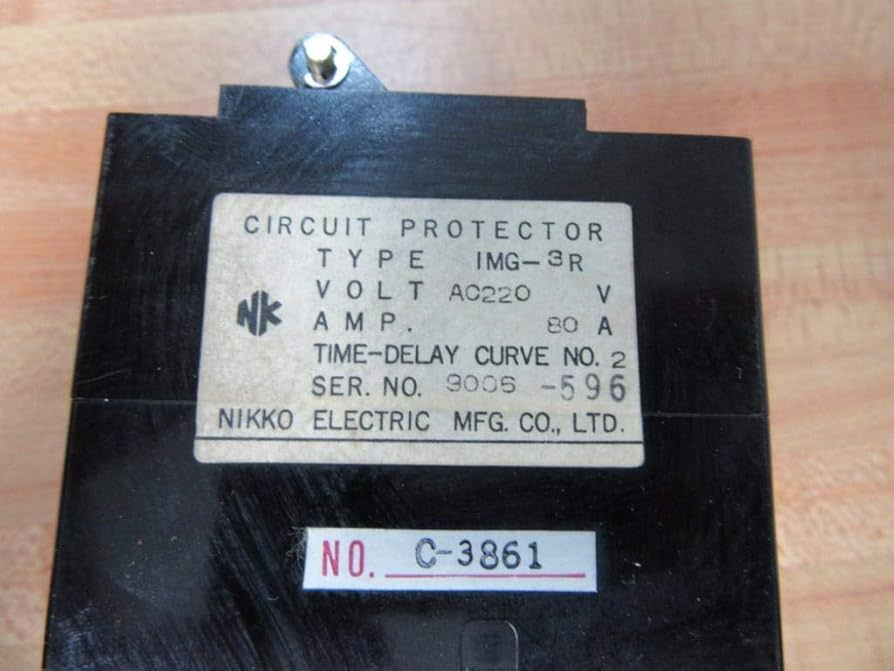 CIRCUIT PROTECTOR
TYPE IMG-3R
VOLT AC220 V
NK
AMP. 80 A
TIME-DELAY CURVE NO. 2
SER. NO. 9006 -596
NIKKO ELECTRIC MFG. CO., LTD.
NO. C-3861